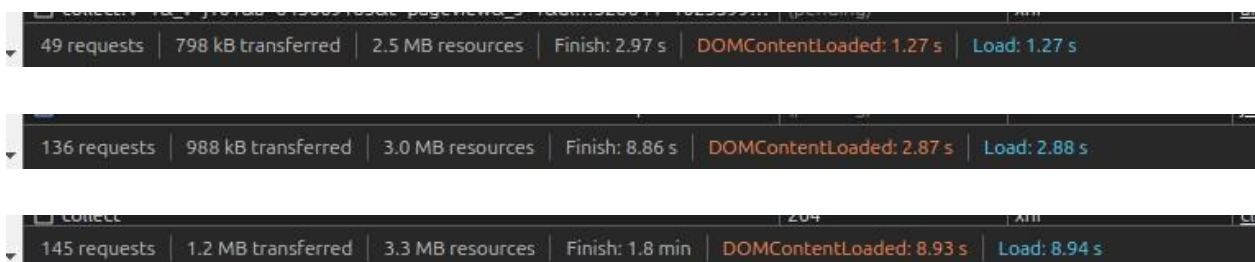 49 requests 798 kB transferred 2.5 MB resources Finish: 2.97 s DOMContentLoaded: 1.27 s Load: 1.27 s
136 requests 988 kB transferred 3.0 MB resources Finish: 8.86 s DOMContentLoaded: 2.87 s Load: 2.88 s
collect 204 xhr
145 requests 1.2 MB transferred 3.3 MB resources Finish: 1.8 min DOMContentLoaded: 8.93 s Load: 8.94 s